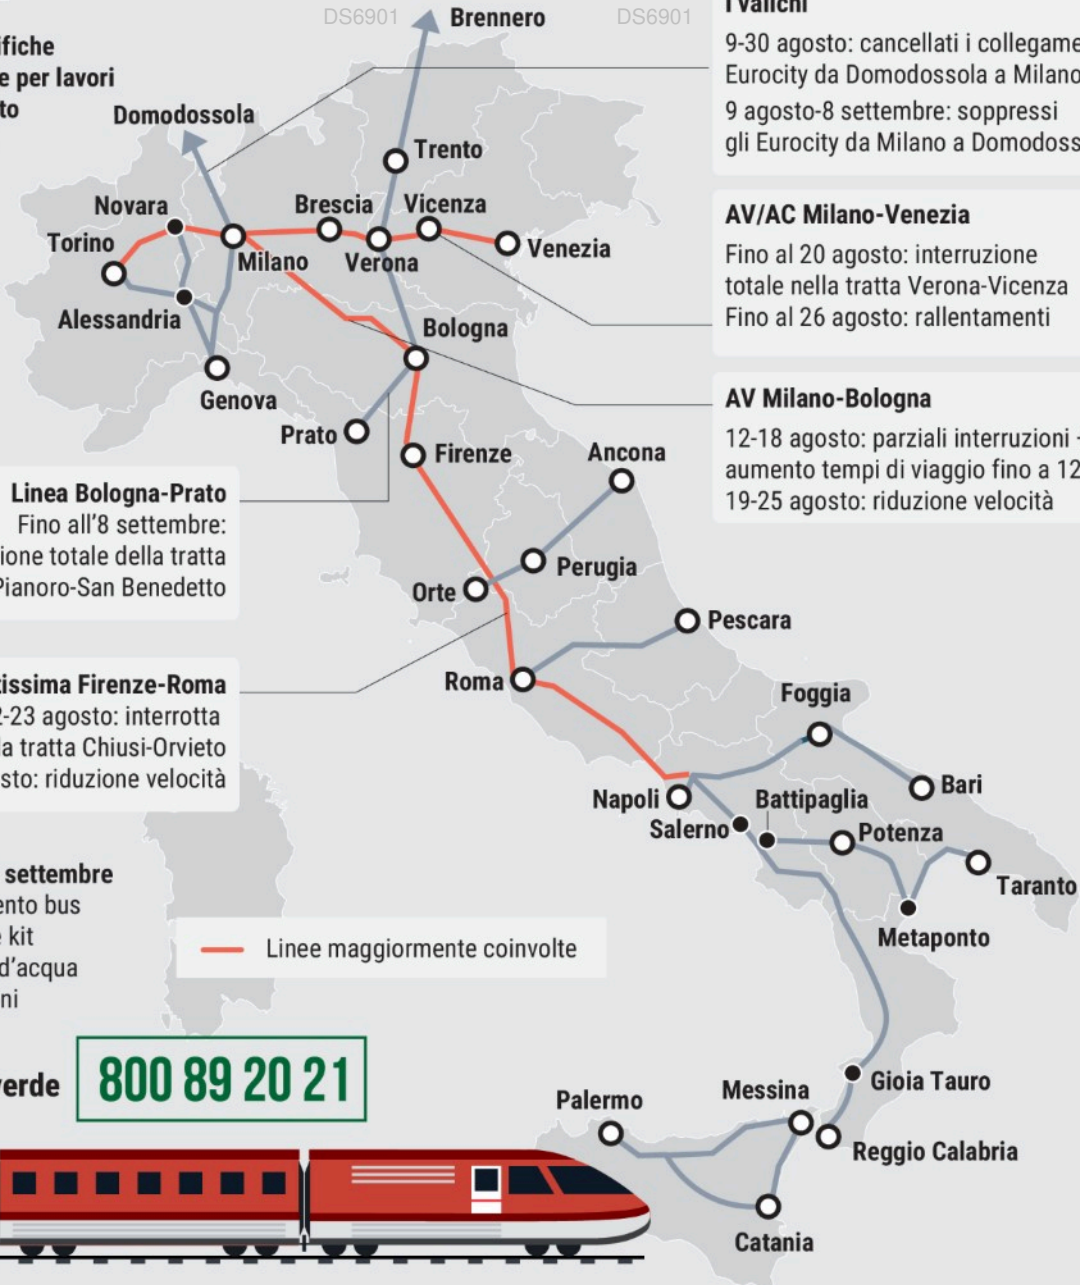 DS6901
DS6901
ifiche
e per lavori
to
Brennero
Domodossola
Trento
Novara
Brescia
Vicenza
Torino
Milano
Verona
Venezia
Alessandria
Bologna
Genova
Prato
Firenze
Ancona
Perugia
Orte
Pescara
Roma
Foggia
Napoli
Battipaglia
Bari
Salerno
Potenza
Taranto
Metaponto
Gioia Tauro
Messina
Palermo
Reggio Calabria
Catania
I valichi
9-30 agosto: cancellati i collegame
Eurocity da Domodossola a Milano
9 agosto-8 settembre: soppressi
gli Eurocity da Milano a Domodoss
AV/AC Milano-Venezia
Fino al 20 agosto: interruzione
totale nella tratta Verona-Vicenza
Fino al 26 agosto: rallentamenti
AV Milano-Bologna
12-18 agosto: parziali interruzioni
aumento tempi di viaggio fino a 12
19-25 agosto: riduzione velocità
Linea Bologna-Prato
Fino all'8 settembre:
ione totale della tratta
Pianoro-San Benedetto
tissima Firenze-Roma
2-23 agosto: interrotta
la tratta Chiusi-Orvieto
sto: riduzione velocità
settembre
ento bus
e kit
d'acqua
ni
Linee maggiormente coinvolte
verde
800 89 20 21